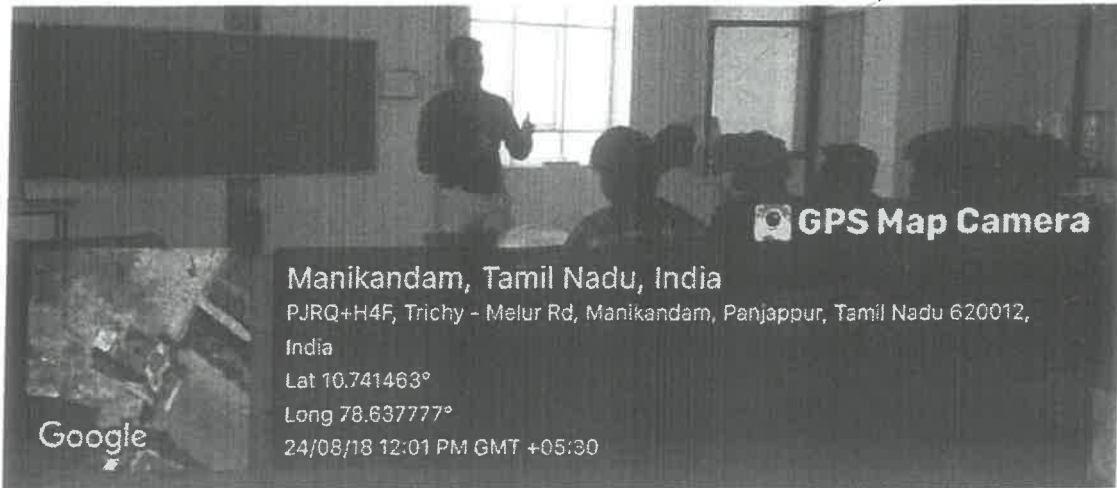 GPS Map Camera
Manikandam, Tamil Nadu, India
PJRQ+H4F, Trichy - Melur Rd, Manikandam, Panjappur, Tamil Nadu 620012,
India
Lat 10.741463°
Long 78.637777°
24/08/18 12:01 PM GMT +05:30
Google